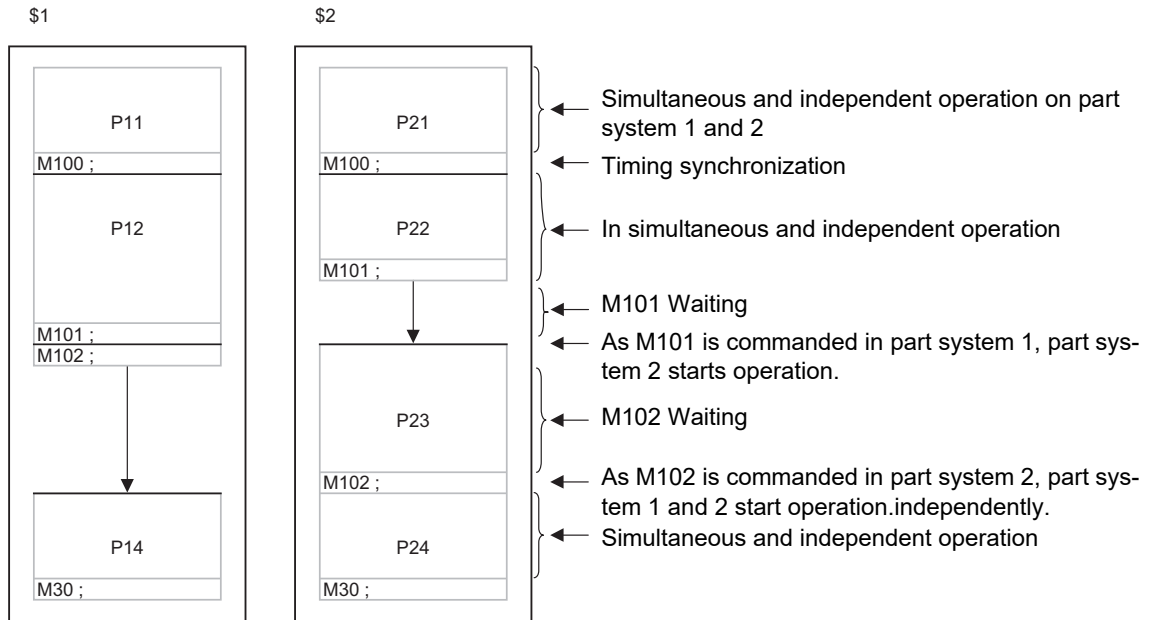 $1
$2
P11
M100 ;
P12
M101 ;
M102 ;
P14
M30 ;
P21
M100 ;
P22
M101 ;
P23
M102 ;
P24
M30 ;
Simultaneous and independent operation on part
system 1 and 2
Timing synchronization
In simultaneous and independent operation
M101 Waiting
As M101 is commanded in part system 1, part sys-
tem 2 starts operation.
M102 Waiting
As M102 is commanded in part system 2, part sys-
tem 1 and 2 start operation.independently.
Simultaneous and independent operation